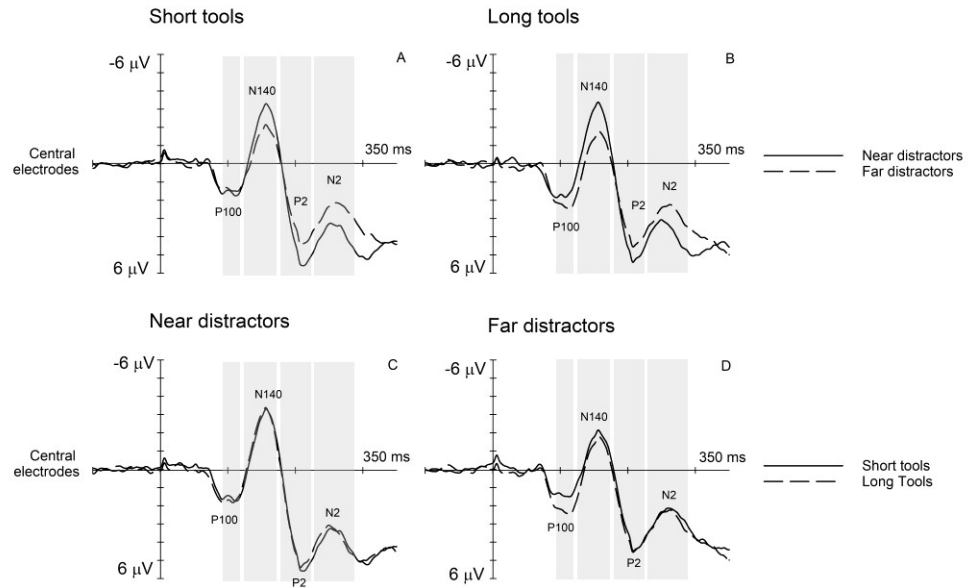 Short tools
Long tools
-6 µV
A
-6 µV
B
N140
N140
350 ms
350 ms
Central
electrodes
Near distractors
Far distractors
P100
P2
N2
P100
P2
N2
6 µV
6 µV
Near distractors
Far distractors
-6 µV
C
-6 µV
D
N140
N140
350 ms
350 ms
Central
electrodes
Short tools
Long Tools
P100
N2
P100
N2
P2
P2
6 µV
6 µV